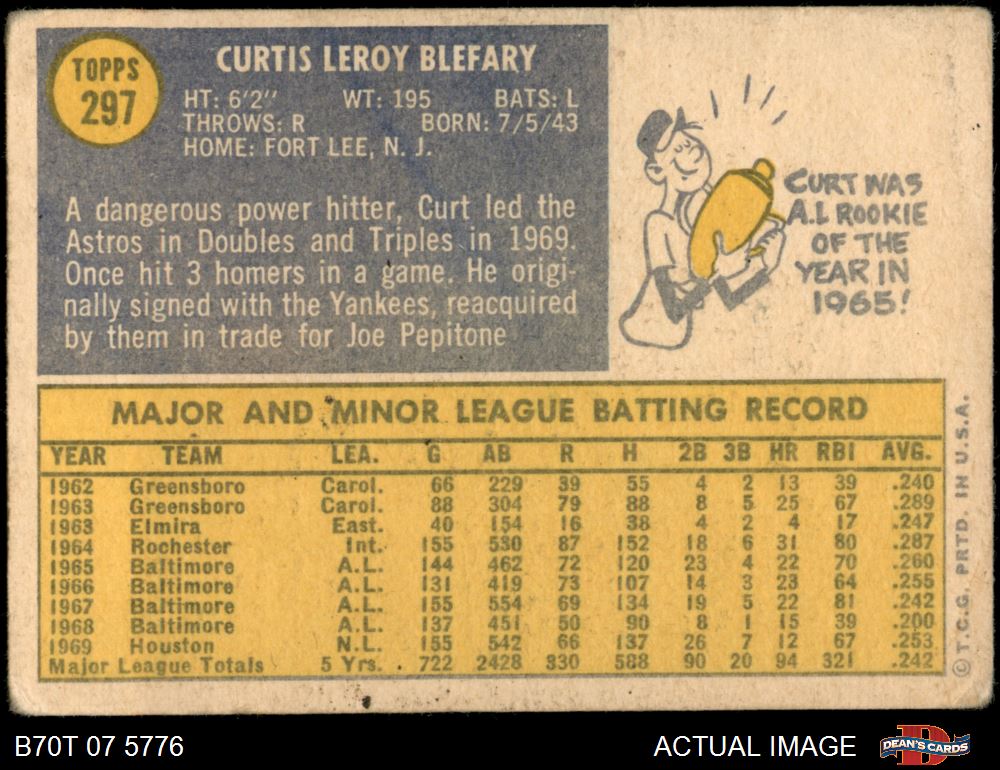 TOPPS
297
CURTIS LEROY BLEFARY
HT: 6'2" WT: 195 BATS: L
THROWS: R BORN: 7/5/43
HOME: FORT LEE, N. J.
A dangerous power hitter, Curt led the
Astros in Doubles and Triples in 1969.
Once hit 3 homers in a game. He origi-
nally signed with the Yankees, reacquired
by them in trade for Joe Pepitone
CURT WAS
A.L ROOKIE
OF THE
YEAR IN
1965!
MAJOR AND MINOR LEAGUE BATTING RECORD
YEAR TEAM LEA. G AB R H 2B 3B HR RBI AVG.
1962 Greensboro Carol. 66 229 39 55 4 2 13 39 .240
1963 Greensboro Carol. 88 304 79 88 8 5 25 67 .289
1963 Elmira East. 40 154 16 38 4 2 4 17 .247
1964 Rochester Int. 155 530 87 152 18 6 31 80 .287
1965 Baltimore A.L. 144 462 72 120 23 4 22 70 .260
1966 Baltimore A.L. 131 419 73 107 14 3 23 64 .255
1967 Baltimore A.L. 155 554 69 134 19 5 22 81 .242
1968 Baltimore A.L. 137 451 50 90 8 1 15 39 .200
1969 Houston N.L. 155 542 66 137 26 7 12 67 .253
Major League Totals 5 Yrs. 722 2428 330 588 90 20 94 321 .242
© T.C.G. PRTD. IN U.S.A.
B70T 07 5776
ACTUAL IMAGE
D
DEAN'S CARDS